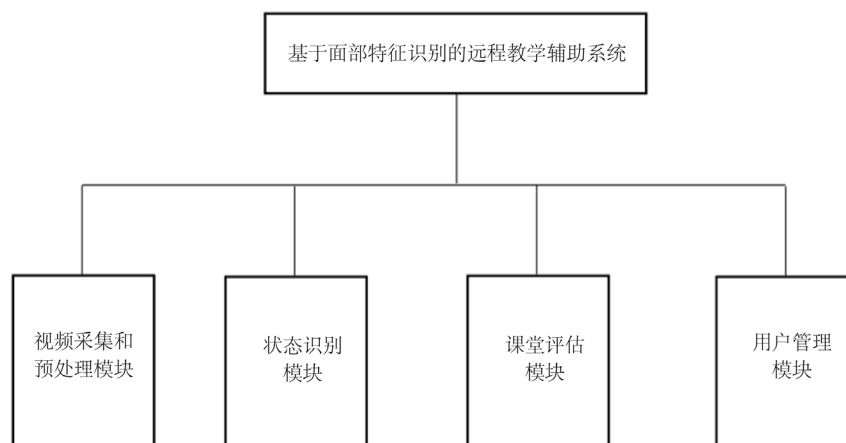 基于面部特征识别的远程教学辅助系统
视频采集和
预处理模块
状态识别
模块
课堂评估
模块
用户管理
模块